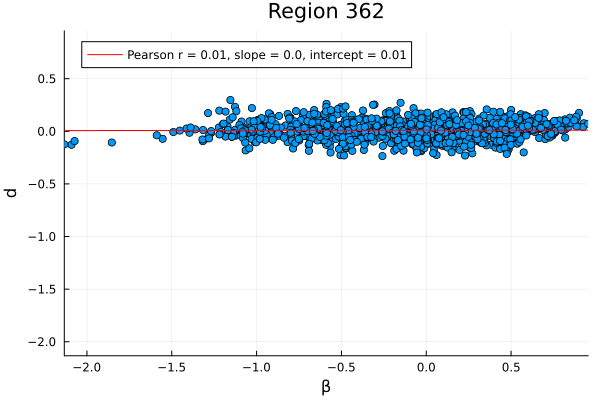 Region 362
Pearson r = 0.01, slope = 0.0, intercept = 0.01
d
0.5
0.0
−0.5
−1.0
−1.5
−2.0
−2.0 −1.5 −1.0 −0.5 0.0 0.5
β